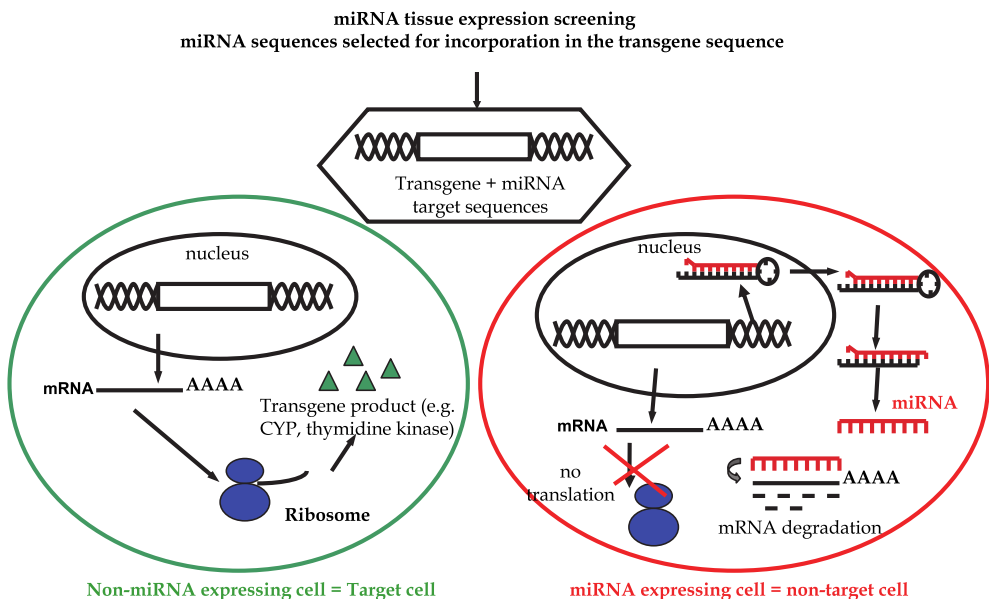 miRNA tissue expression screening
miRNA sequences selected for incorporation in the transgene sequence
Transgene + miRNA
target sequences
nucleus
mRNA
AAAA
Transgene product (e.g.
CYP, thymidine kinase)
Ribosome
Non-miRNA expressing cell = Target cell
nucleus
miRNA
mRNA
AAAA
no
translation
AAAA
mRNA degradation
miRNA expressing cell = non-target cell